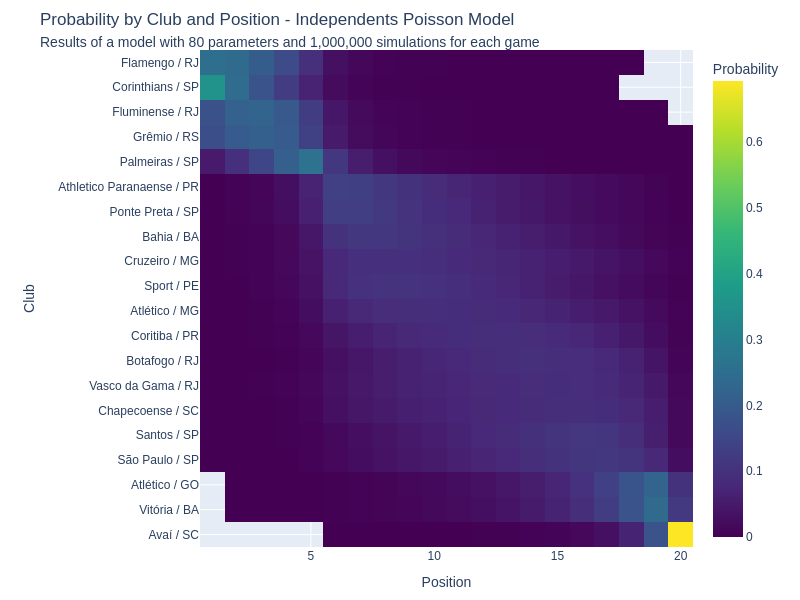 Probability by Club and Position - Independents Poisson Model
Results of a model with 80 parameters and 1,000,000 simulations for each game
Probability
Flamengo / RJ
Corinthians / SP
Fluminense / RJ
Grêmio / RS
Palmeiras / SP
Athletico Paranaense / PR
Ponte Preta / SP
Bahia / BA
Cruzeiro / MG
Sport / PE
Atlético / MG
Coritiba / PR
Botafogo / RJ
Vasco da Gama / RJ
Chapecoense / SC
Santos / SP
São Paulo / SP
Atlético / GO
Vitória / BA
Avaí / SC
Club
5
10
15
20
Position
0.6
0.5
0.4
0.3
0.2
0.1
0